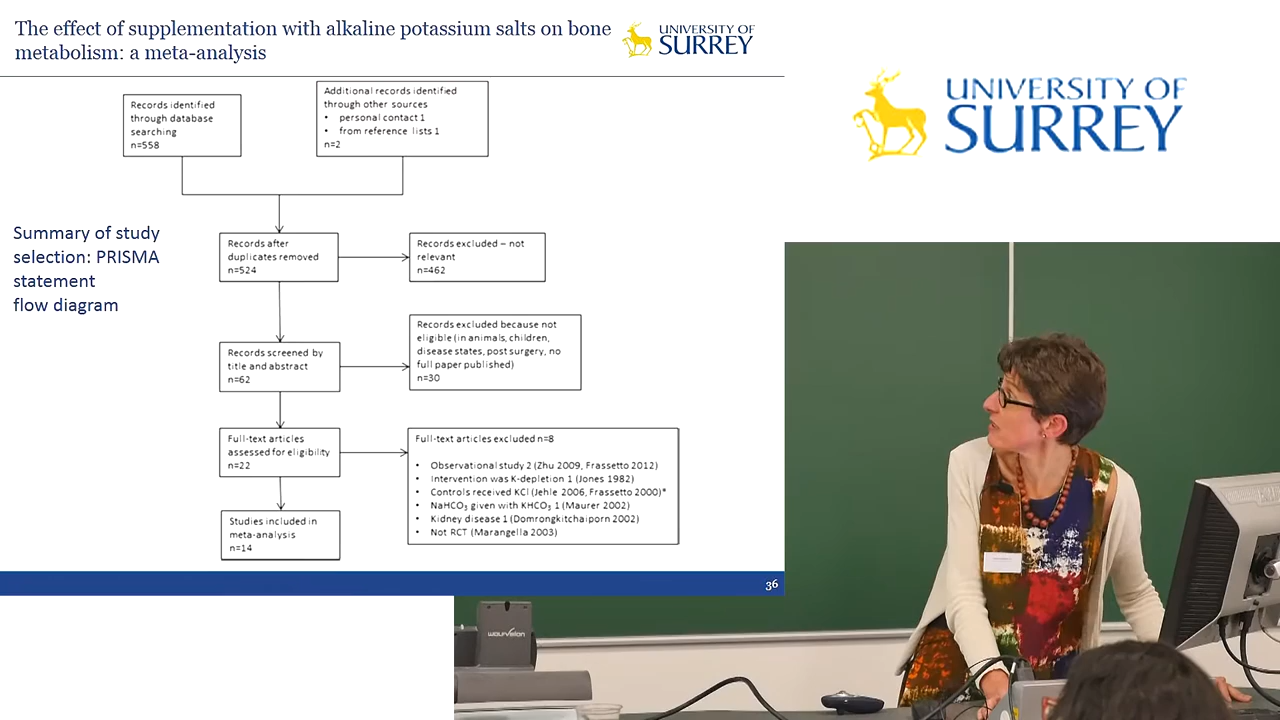 The effect of supplementation with alkaline potassium salts on bone
metabolism: a meta-analysis
UNIVERSITY OF
SURREY
Records identified
through database
searching
n=558
Additional records identified
through other sources
• personal contact 1
• from reference lists 1
n=2
Summary of study
selection: PRISMA
statement
flow diagram
Records after
duplicates removed
n=524
Records excluded – not
relevant
n=462
Records screened by
title and abstract
n=62
Records excluded because not
eligible (in animals, children,
disease states, post surgery, no
full paper published)
n=30
Full-text articles
assessed for eligibility
n=22
Full-text articles excluded n=8
• Observational study 2 (Zhu 2009, Frassetto 2012)
• Intervention was K-depletion 1 (Jones 1982)
• Controls received KCl (Jehle 2006, Frassetto 2000)*
• NaHCO₃ given with KHCO₃ 1 (Maurer 2002)
• Kidney disease 1 (Domrongkitchaiporn 2002)
• Not RCT (Marangella 2003)
Studies included in
meta-analysis
n=14
36
UNIVERSITY OF
SURREY
wolfvision